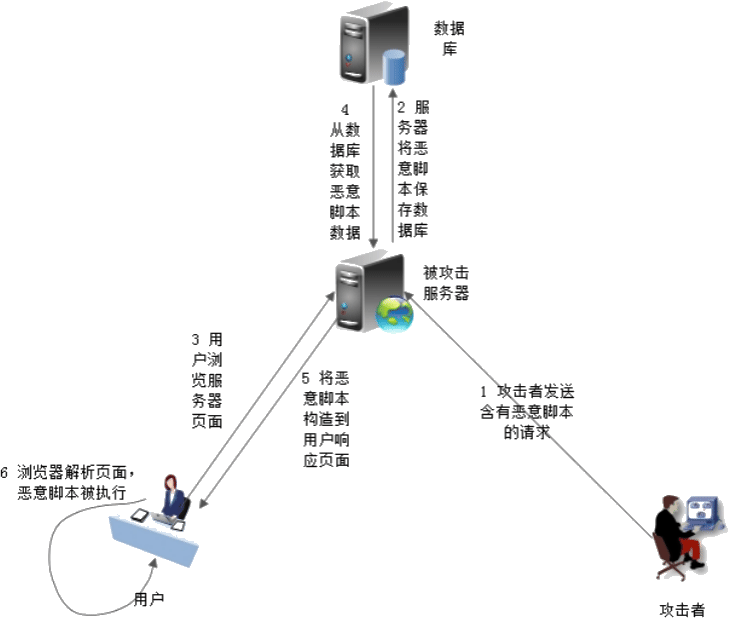 数据
库
4
从数
据库
获取
恶意
脚本
数据
2 服
务器
将恶
意脚
本保
存数
据库
被攻击
服务器
3 用
户浏
览服
务器
页面
5 将恶
意脚本
构造到
用户响
应页面
1 攻击者发送
含有恶意脚本
的请求
6 浏览器解析页面，
恶意脚本被执行
用户
攻击者